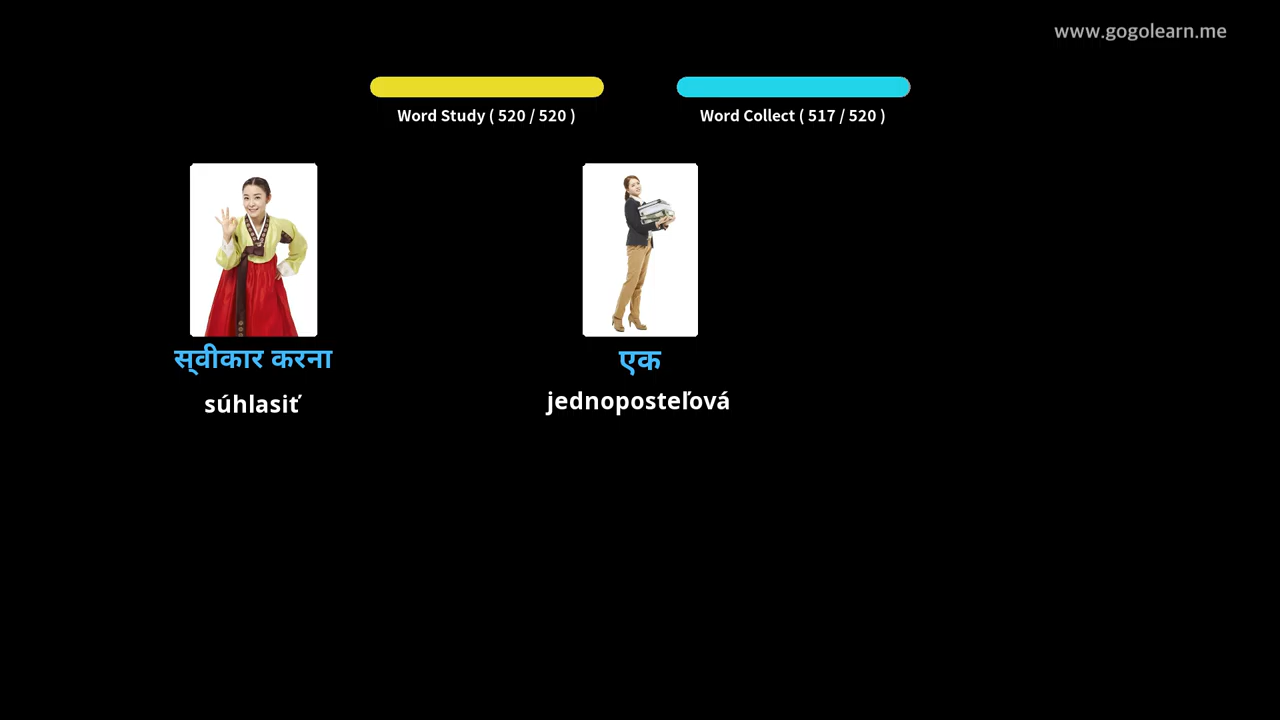 www.gogolearn.me
Word Study ( 520 / 520 )
Word Collect ( 517 / 520 )
स्वीकार करना
एक
súhlasiť
jednoposteľová